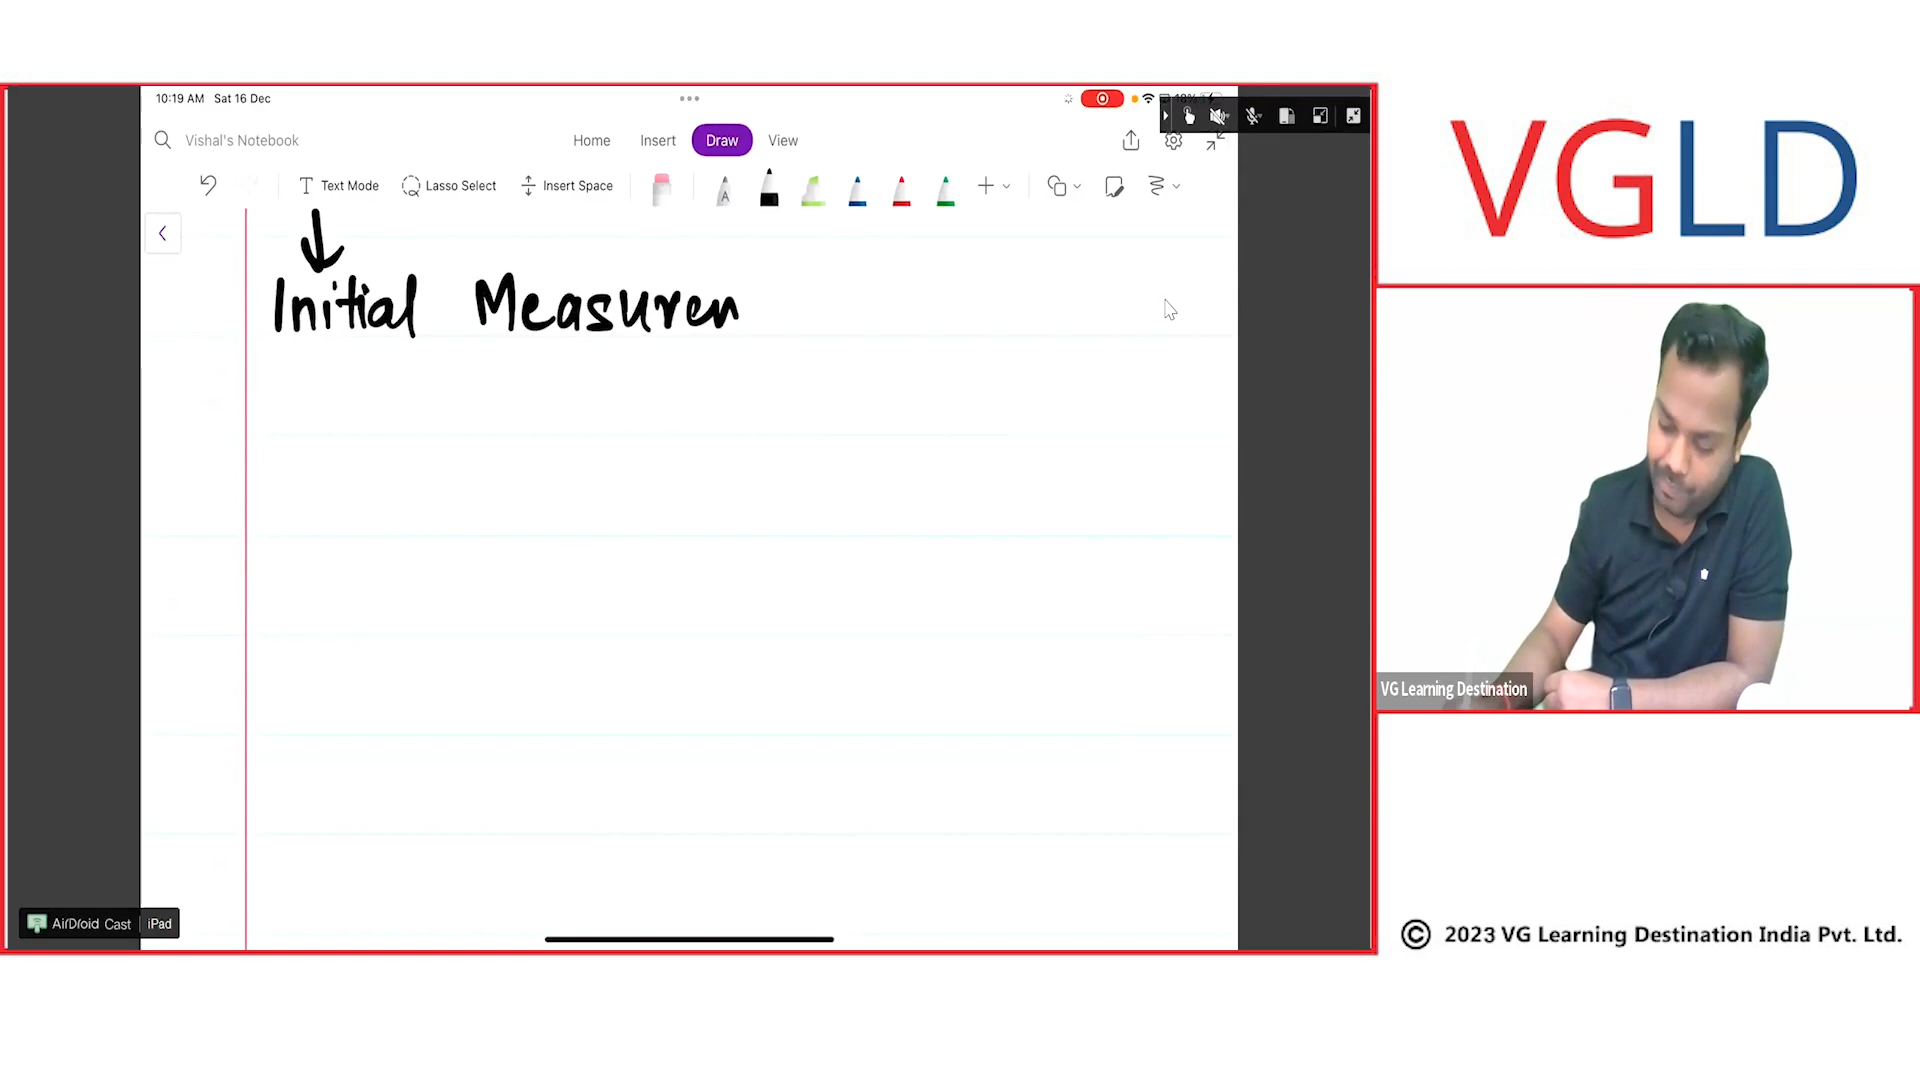 10:19 AM Sat 16 Dec
18%
Vishal's Notebook
Home Insert Draw View
Text Mode Lasso Select Insert Space
A
Initial Measuren
VGLD
VG Learning Destination
AirDroid Cast iPad
© 2023 VG Learning Destination India Pvt. Ltd.